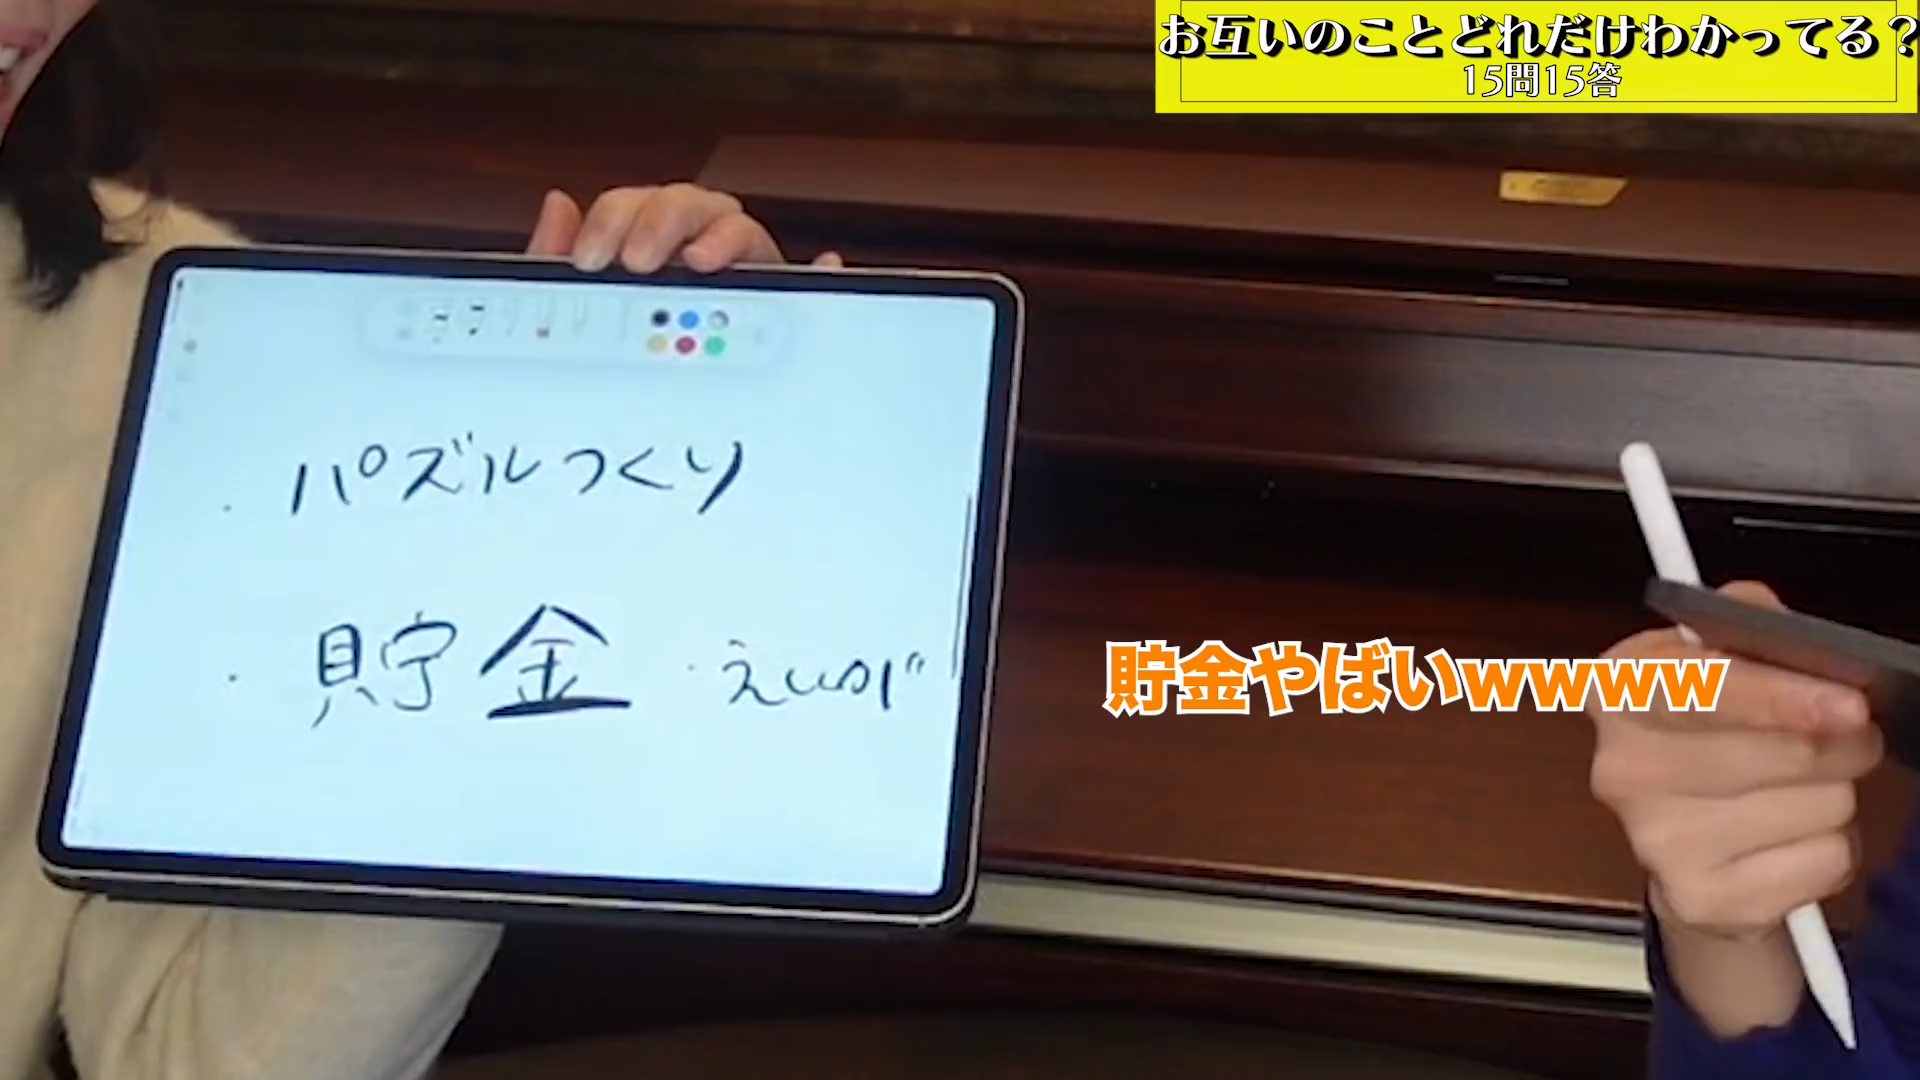 お互いのことどれだけわかってる？
15問15答
・パズルつくり
・貯金 ・えいが
貯金やばいwwww